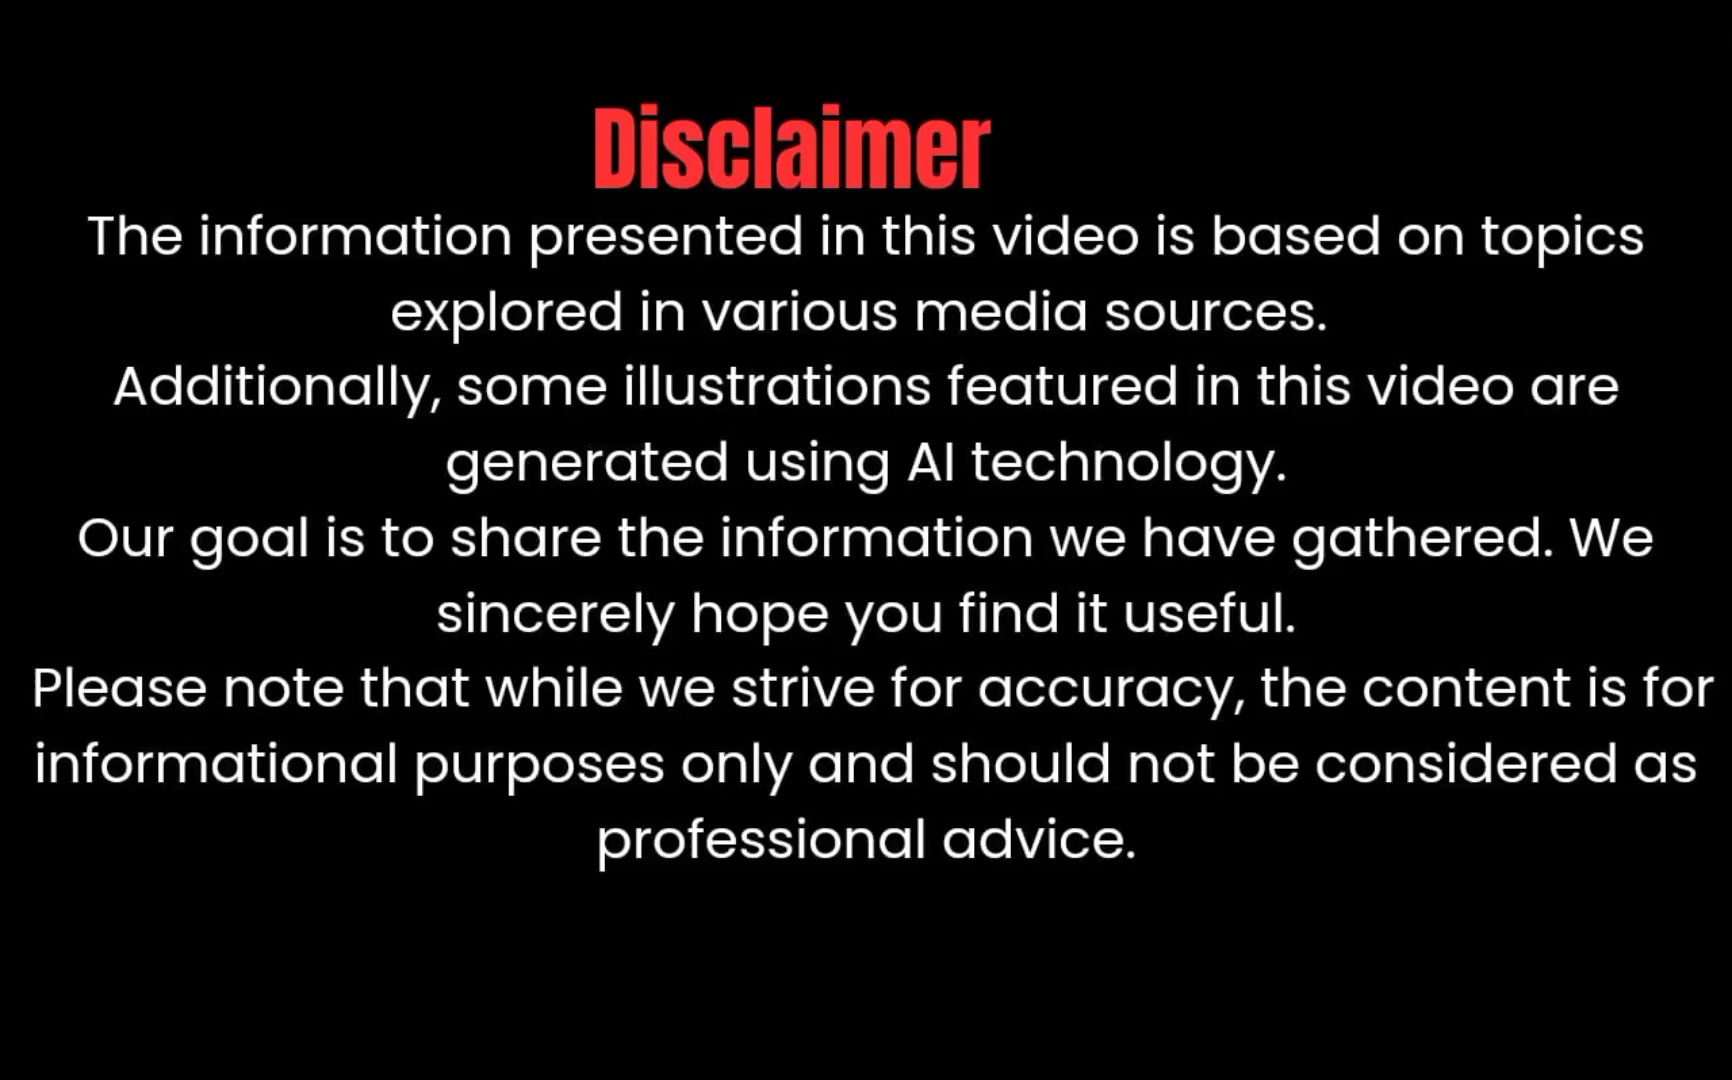 Disclaimer
The information presented in this video is based on topics
explored in various media sources.
Additionally, some illustrations featured in this video are
generated using AI technology.
Our goal is to share the information we have gathered. We
sincerely hope you find it useful.
Please note that while we strive for accuracy, the content is for
informational purposes only and should not be considered as
professional advice.